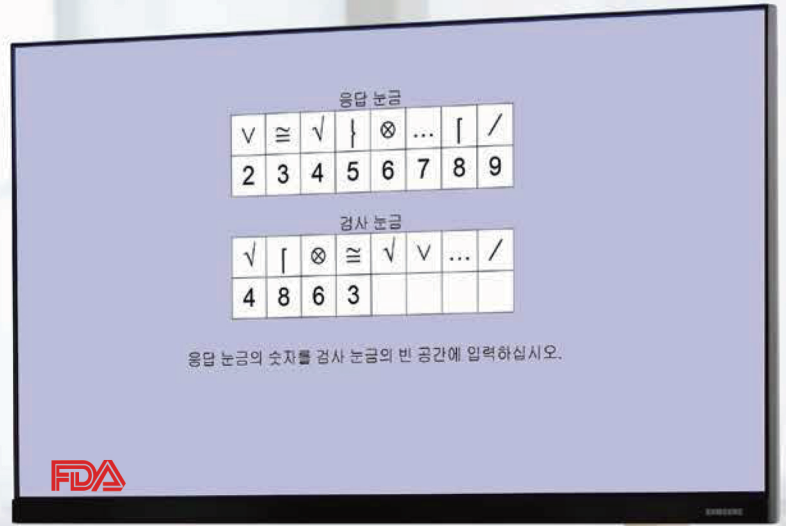 응답 눈금
∨ ≅ √ } ⊗ … ⌈ /
2 3 4 5 6 7 8 9
검사 눈금
√ ⌈ ⊗ ≅ √ ∨ … /
4 8 6 3
응답 눈금의 숫자를 검사 눈금의 빈 공간에 입력하십시오.
FDA
SAMSUNG